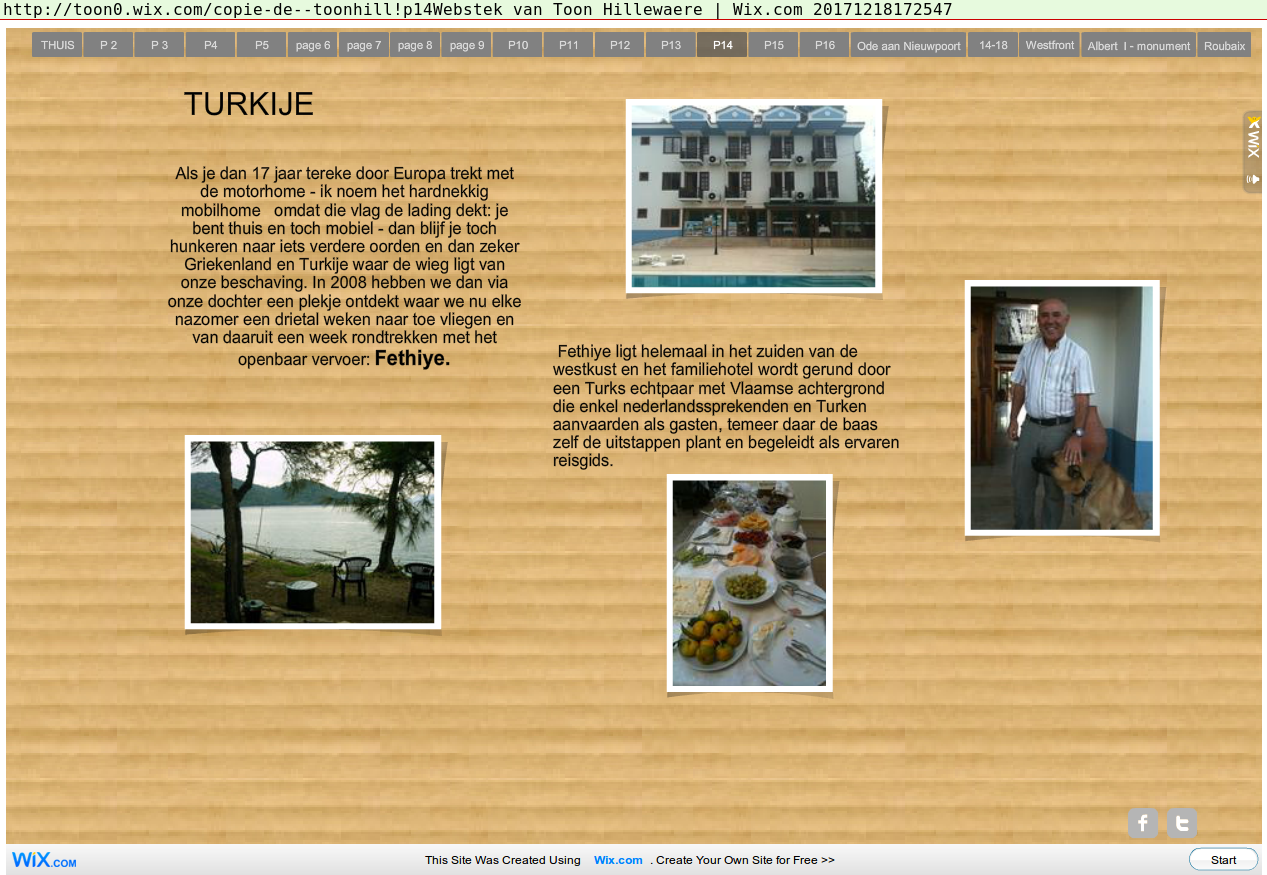 http://toon0.wix.com/copie-de--toonhill!p14Webstek van Toon Hillewaere | Wix.com 20171218172547
THUIS P 2 P 3 P4 P5 page 6 page 7 page 8 page 9 P10 P11 P12 P13 P14 P15 P16 Ode aan Nieuwpoort 14-18 Westfront Albert I - monument Roubaix
TURKIJE
WiX
Als je dan 17 jaar tereke door Europa trekt met
de motorhome - ik noem het hardnekkig
mobilhome omdat die vlag de lading dekt: je
bent thuis en toch mobiel - dan blijf je toch
hunkeren naar iets verdere oorden en dan zeker
Griekenland en Turkije waar de wieg ligt van
onze beschaving. In 2008 hebben we dan via
onze dochter een plekje ontdekt waar we nu elke
nazomer een drietal weken naar toe vliegen en
van daaruit een week rondtrekken met het
openbaar vervoer: Fethiye.
Fethiye ligt helemaal in het zuiden van de
westkust en het familiehotel wordt gerund door
een Turks echtpaar met Vlaamse achtergrond
die enkel nederlandssprekenden en Turken
aanvaarden als gasten, temeer daar de baas
zelf de uitstappen plant en begeleidt als ervaren
reisgids.
WiX.COM
This Site Was Created Using Wix.com . Create Your Own Site for Free >>
Start